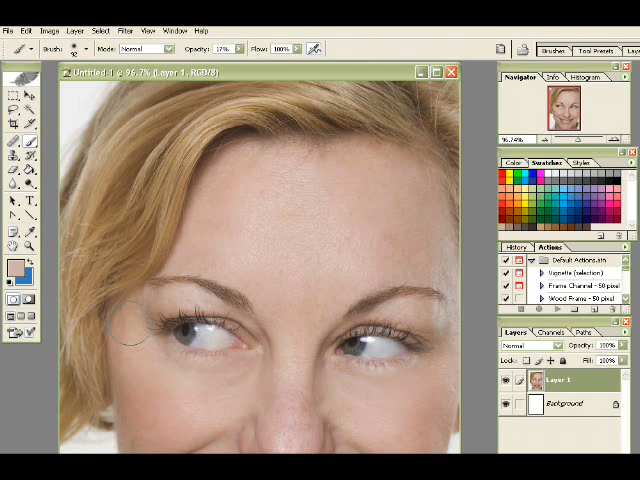 File Edit Image Layer Select Filter View Window Help
Brush: 92 Mode: Normal Opacity: 17% Flow: 100% Brushes Tool Presets
Untitled-1 @ 96.7% (Layer 1, RGB/8)
Navigator Info Histogram
96.74%
Color Swatches Styles
History Actions
Default Actions.atn
Vignette (selection)
Frame Channel - 50 pixel
Wood Frame - 50 pixel
Layers Channels Paths
Normal Opacity: 100%
Lock: Fill: 100%
Layer 1
Background